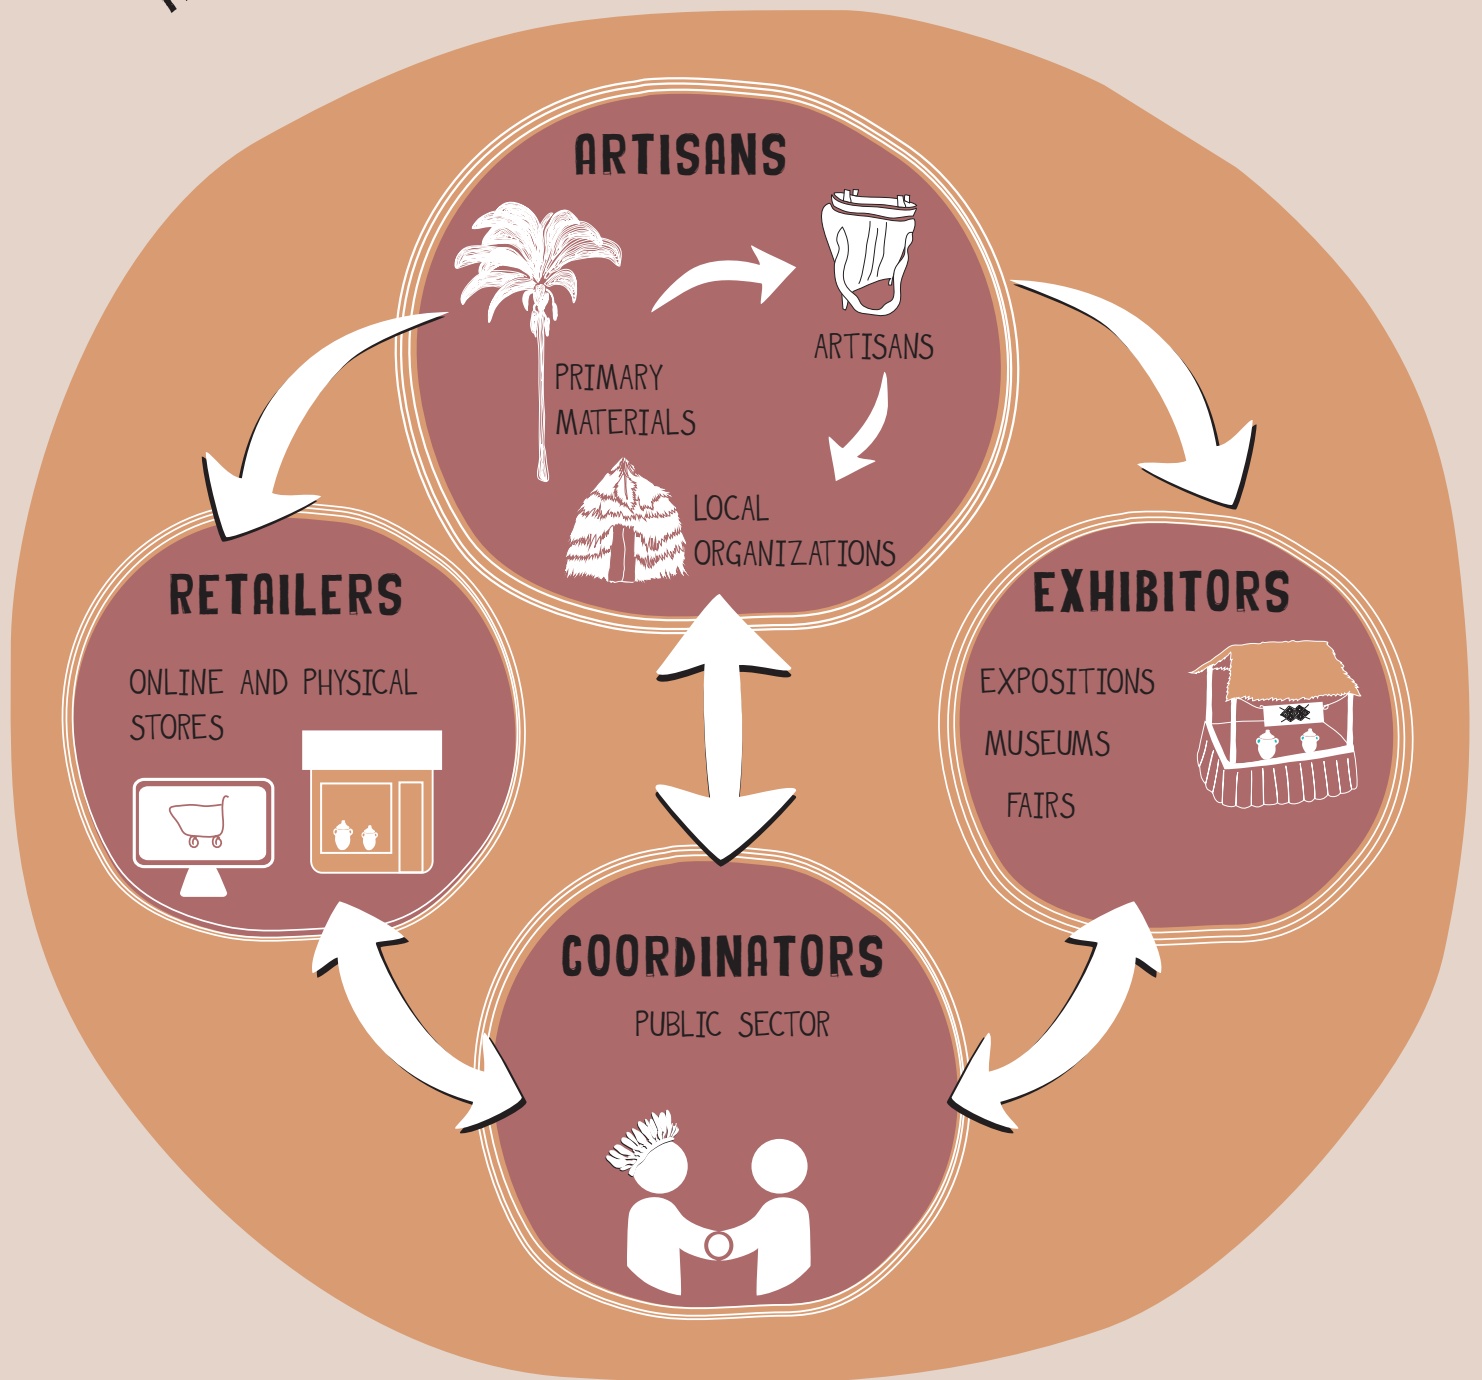 ARTISANS
ARTISANS
PRIMARY
MATERIALS
LOCAL
ORGANIZATIONS
RETAILERS
ONLINE AND PHYSICAL
STORES
EXHIBITORS
EXPOSITIONS
MUSEUMS
FAIRS
COORDINATORS
PUBLIC SECTOR